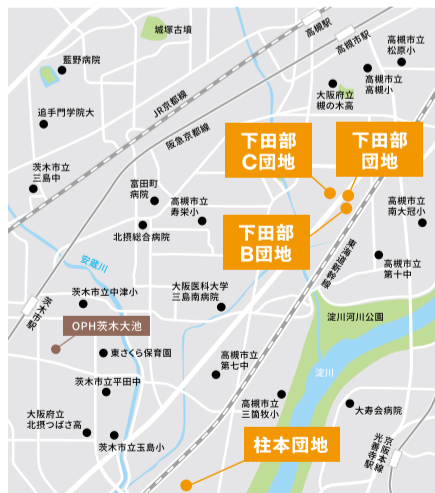 城塚古墳
高槻駅
高槻市駅
高槻市立
松原小
藍野病院
高槻市立
高槻小
大阪府立
槻の木高
JR京都線
追手門学院大
阪急京都線
下田部
C団地
下田部
団地
茨木市立
三島中
富田町
病院
高槻市立
寿栄小
高槻市立
南大冠小
下田部
B団地
北摂総合病院
東海道新幹線
安威川
高槻市立
第十中
茨木市立中津小
大阪医科大学
三島南病院
茨木市駅
OPH茨木大池
淀川河川公園
東さくら保育園
高槻市立
第七中
淀川
茨木市立平田中
高槻市立
三箇牧小
大寿会病院
大阪府立
北摂つばさ高
茨木市立玉島小
柱本団地
京阪本線
光善寺駅